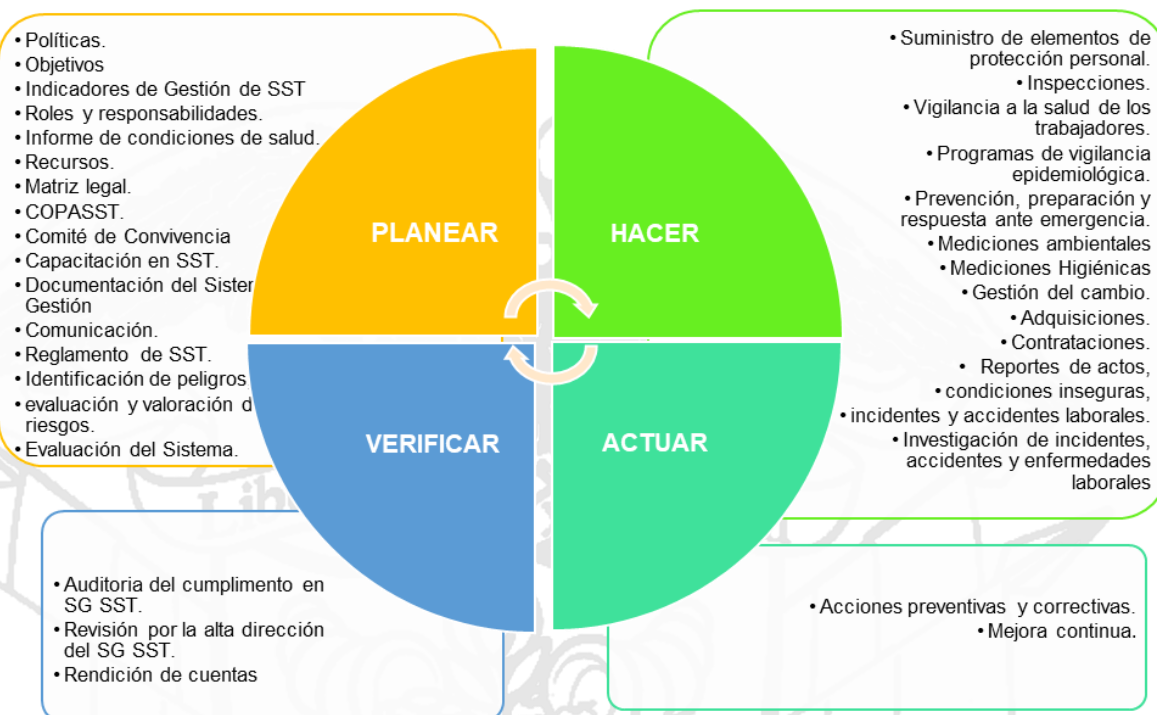 • Políticas.
• Objetivos
• Indicadores de Gestión de SST
• Roles y responsabilidades.
• Informe de condiciones de salud.
• Recursos.
• Matriz legal.
• COPASST.
• Comité de Convivencia
• Capacitación en SST.
• Documentación del Sister
Gestión
• Comunicación.
• Reglamento de SST.
• Identificación de peligros
• evaluación y valoración d
riesgos.
• Evaluación del Sistema.
PLANEAR
HACER
• Suministro de elementos de
protección personal.
• Inspecciones.
• Vigilancia a la salud de los
trabajadores.
• Programas de vigilancia
epidemiológica.
• Prevención, preparación y
respuesta ante emergencia.
• Mediciones ambientales
• Mediciones Higiénicas
• Gestión del cambio.
• Adquisiciones.
• Contrataciones.
• Reportes de actos,
• condiciones inseguras,
• incidentes y accidentes laborales.
• Investigación de incidentes,
accidentes y enfermedades
laborales
VERIFICAR
ACTUAR
• Auditoria del cumplimento en
SG SST.
• Revisión por la alta dirección
del SG SST.
• Rendición de cuentas
• Acciones preventivas y correctivas.
• Mejora continua.